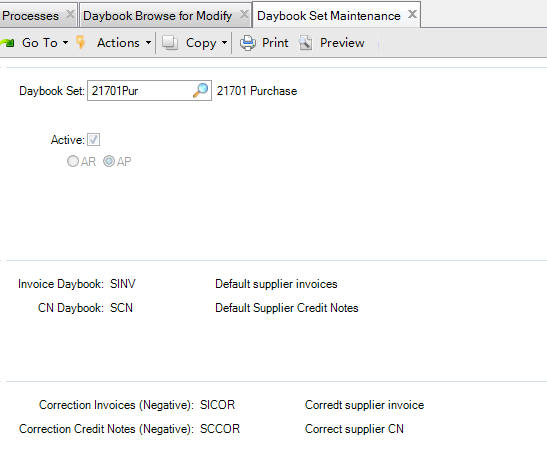 Processes Daybook Browse for Modify Daybook Set Maintenance
Go To Actions Copy Print Preview
Daybook Set: 21701Pur 21701 Purchase
Active:
AR AP
Invoice Daybook: SINV Default supplier invoices
CN Daybook: SCN Default Supplier Credit Notes
Correction Invoices (Negative): SICOR Corredt supplier invoice
Correction Credit Notes (Negative): SCCOR Correct supplier CN